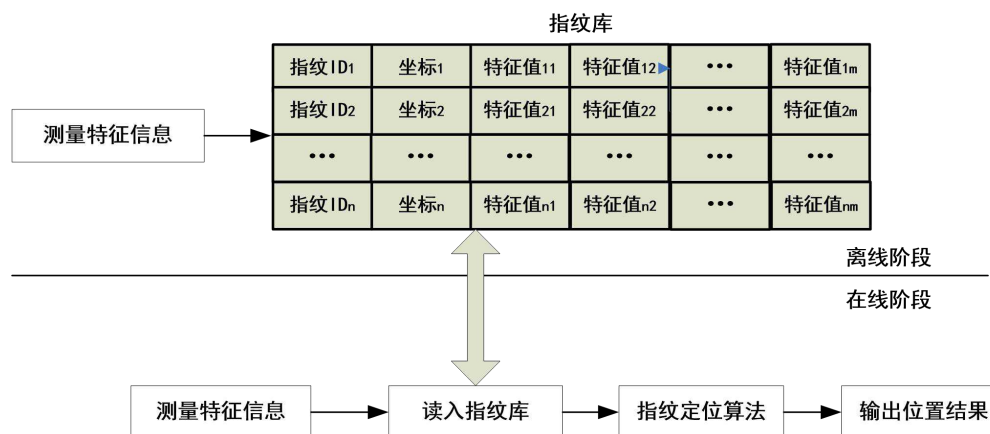 指纹库
指纹ID1 坐标1 特征值11 特征值12 ••• 特征值1m
指纹ID2 坐标2 特征值21 特征值22 ••• 特征值2m
测量特征信息
••• ••• ••• ••• ••• •••
指纹IDn 坐标n 特征值n1 特征值n2 ••• 特征值nm
离线阶段
在线阶段
测量特征信息 读入指纹库 指纹定位算法 输出位置结果